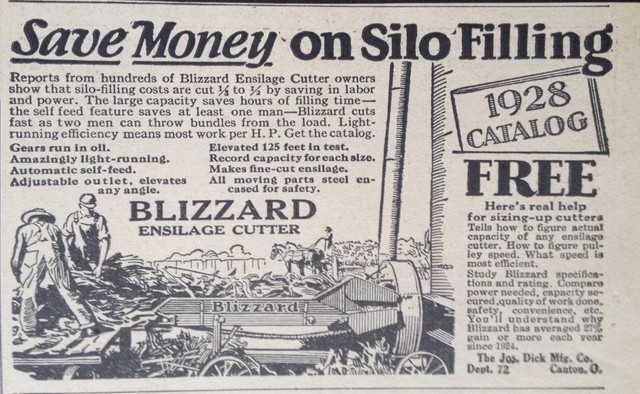 Save Money on Silo Filling
Reports from hundreds of Blizzard Ensilage Cutter owners
show that silo-filling costs are cut ⅓ to ½ by saving in labor
and power. The large capacity saves hours of filling time—
the self feed feature saves at least one man—Blizzard cuts
fast as two men can throw bundles from the load. Light-
running efficiency means most work per H. P. Get the catalog.
Gears run in oil.
Amazingly light-running.
Automatic self-feed.
Adjustable outlet, elevates
any angle.
Elevated 125 feet in test.
Record capacity for each size.
Makes fine-cut ensilage.
All moving parts steel en-
cased for safety.
BLIZZARD
ENSILAGE CUTTER
Blizzard
1928
CATALOG
FREE
Here's real help
for sizing-up cutters
Tells how to figure actual
capacity of any ensilage
cutter. How to figure pul-
ley speed. What speed is
most efficient.
Study Blizzard specifica-
tions and rating. Compare
power needed, capacity se-
cured, quality of work done,
safety, convenience, etc.
You'll understand why
Blizzard has averaged 27%
gain or more each year
since 1924.
The Jos. Dick Mfg. Co.
Dept. 72 Canton, O.